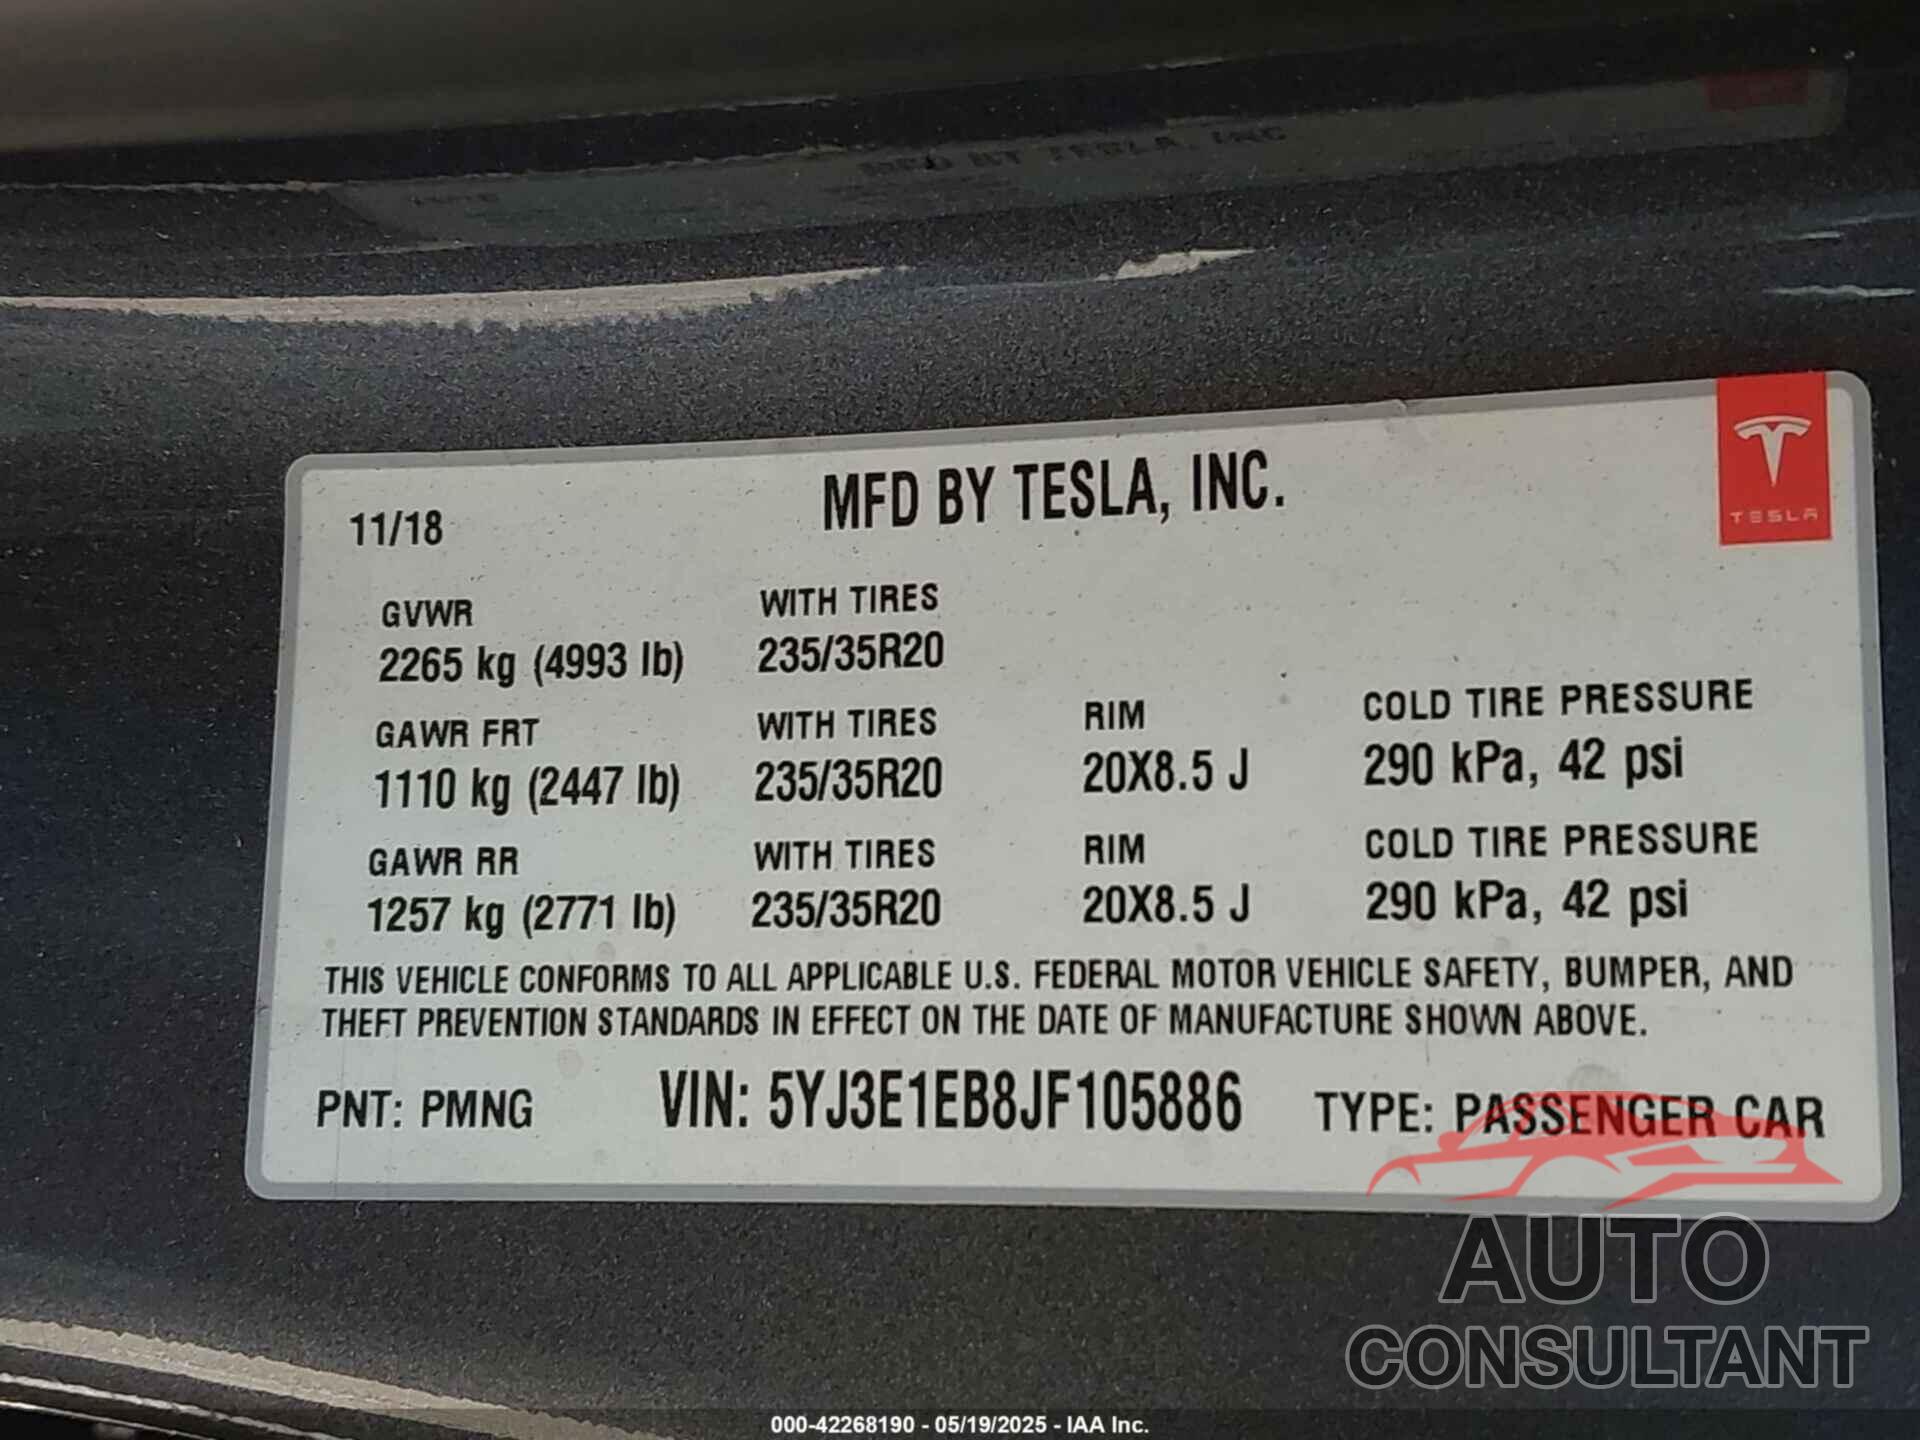 MFD BY TESLA, INC.
TESLA
11/18
GVWR WITH TIRES
2265 kg (4993 lb) 235/35R20
GAWR FRT WITH TIRES RIM COLD TIRE PRESSURE
1110 kg (2447 lb) 235/35R20 20X8.5 J 290 kPa, 42 psi
GAWR RR WITH TIRES RIM COLD TIRE PRESSURE
1257 kg (2771 lb) 235/35R20 20X8.5 J 290 kPa, 42 psi
THIS VEHICLE CONFORMS TO ALL APPLICABLE U.S. FEDERAL MOTOR VEHICLE SAFETY, BUMPER, AND
THEFT PREVENTION STANDARDS IN EFFECT ON THE DATE OF MANUFACTURE SHOWN ABOVE.
PNT: PMNG VIN: 5YJ3E1EB8JF105886 TYPE: PASSENGER CAR
AUTO
CONSULTANT
000-42268190 - 05/19/2025 - IAA Inc.